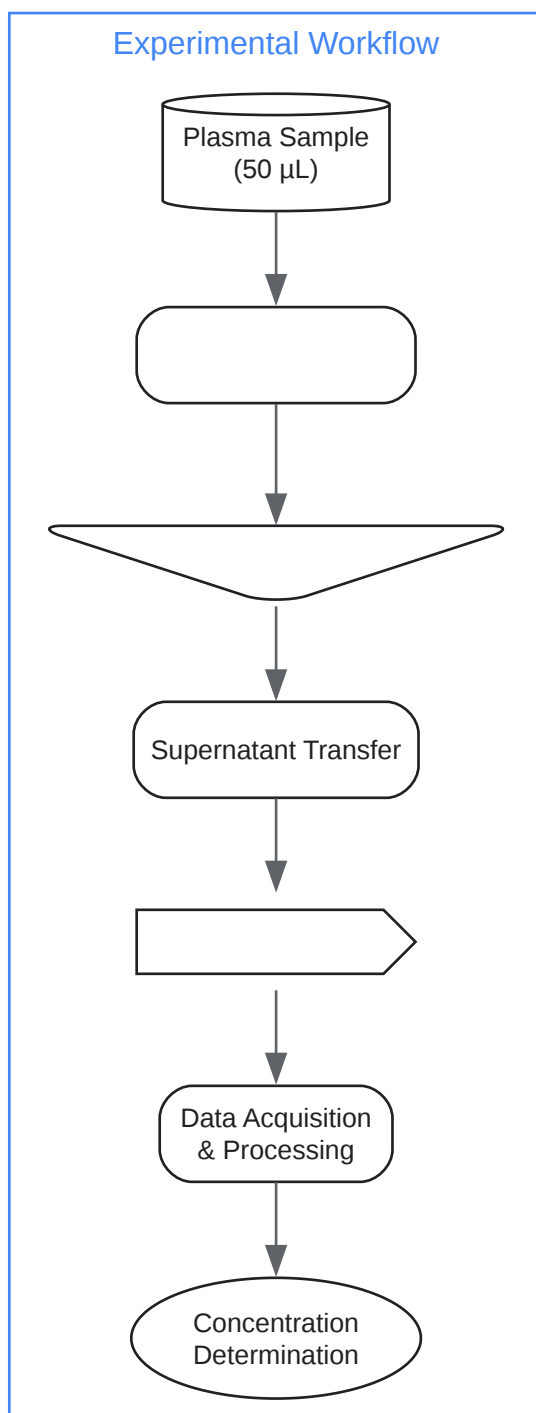 Experimental Workflow
Plasma Sample
(50 µL)
Supernatant Transfer
Data Acquisition
& Processing
Concentration
Determination